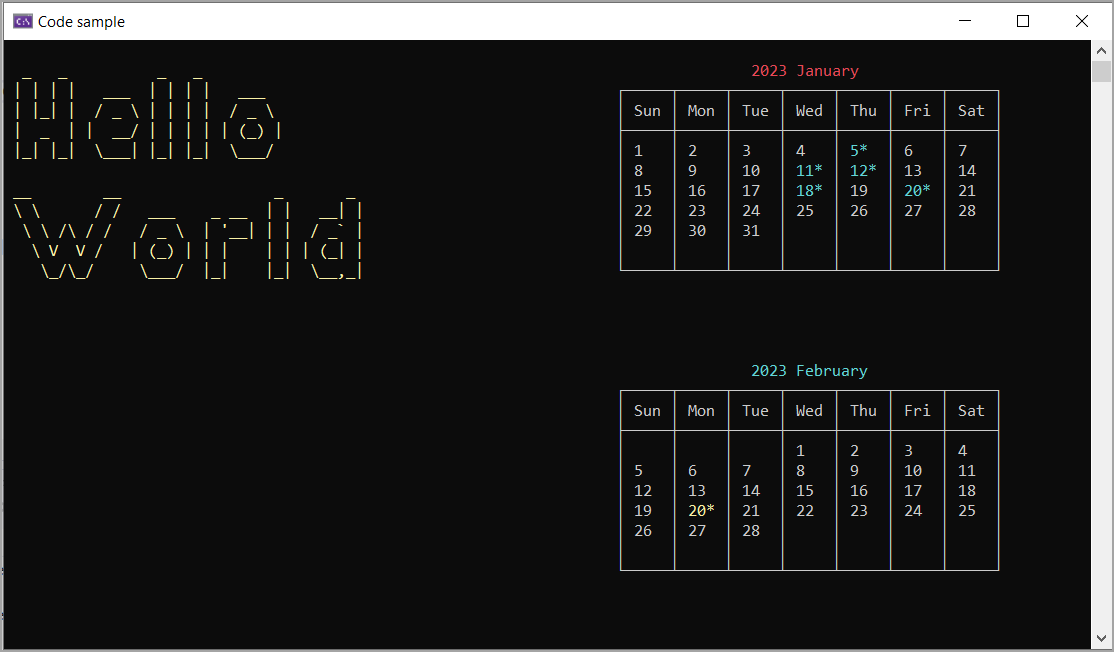 Code sample
Hello
World
2023 January
Sun Mon Tue Wed Thu Fri Sat
1 2 3 4 5* 6 7
8 9 10 11* 12* 13 14
15 16 17 18* 19 20* 21
22 23 24 25 26 27 28
29 30 31
2023 February
Sun Mon Tue Wed Thu Fri Sat
1 2 3 4
5 6 7 8 9 10 11
12 13 14 15 16 17 18
19 20* 21 22 23 24 25
26 27 28